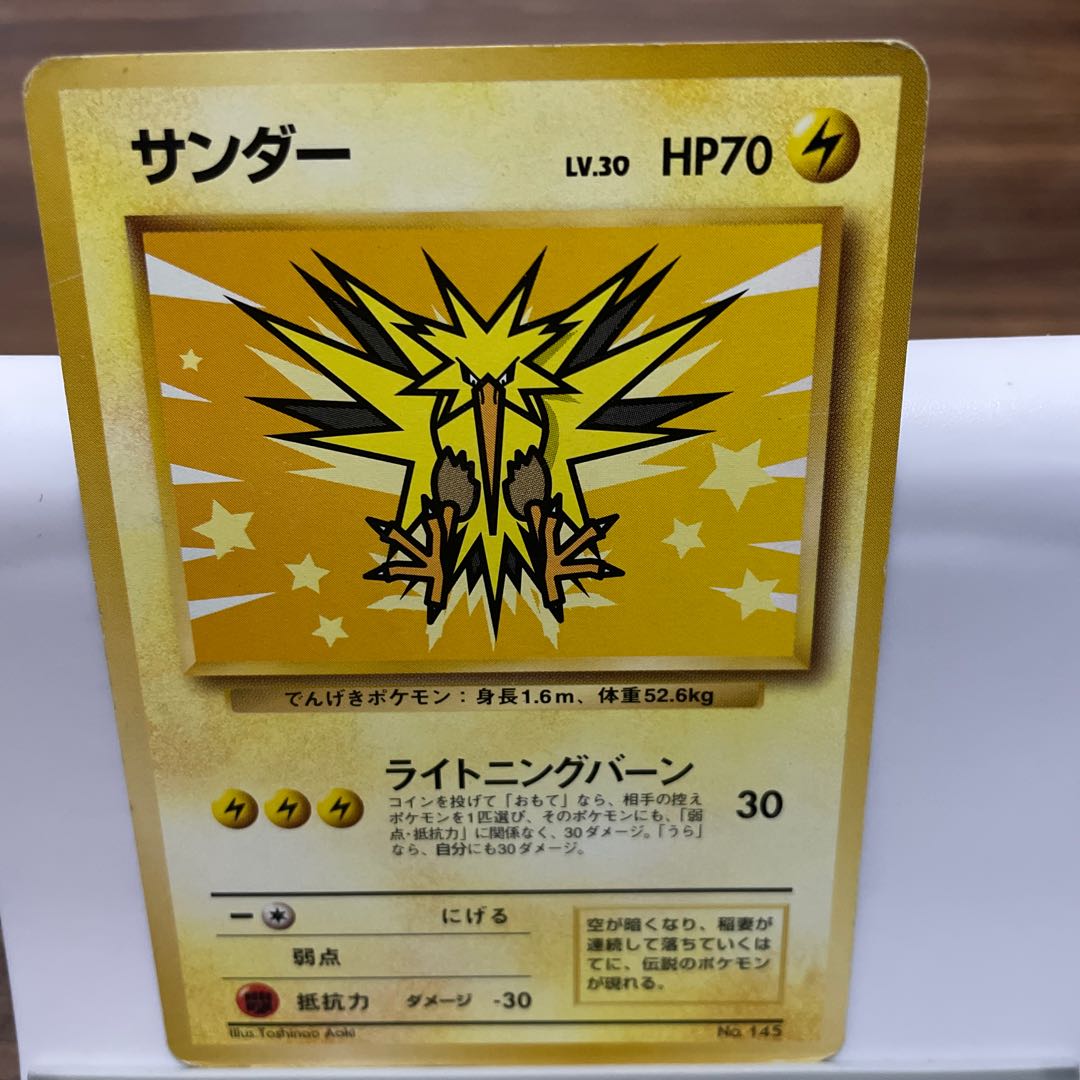 サンダー LV.30 HP70
でんげきポケモン：身長1.6m、体重52.6kg
ライトニングバーン
コインを投げて「おもて」なら、相手の控え
ポケモンを1匹選び、そのポケモンにも、「弱
点・抵抗力」に関係なく、30ダメージ。「うら」
なら、自分にも30ダメージ。
30
ー にげる
弱点
抵抗力 ダメージ -30
空が暗くなり、稲妻が
連続して落ちていくは
てに、伝説のポケモン
が現れる。
Illus. Toshinao Aoki
No. 145